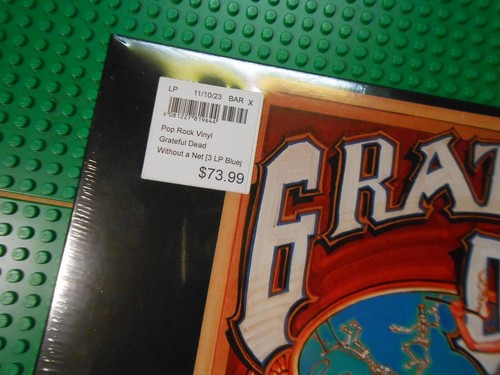 LP 11/10/23 BAR X
Pop Rock Vinyl
Grateful Dead
Without a Net [3 LP Blue]
$73.99
GRAT